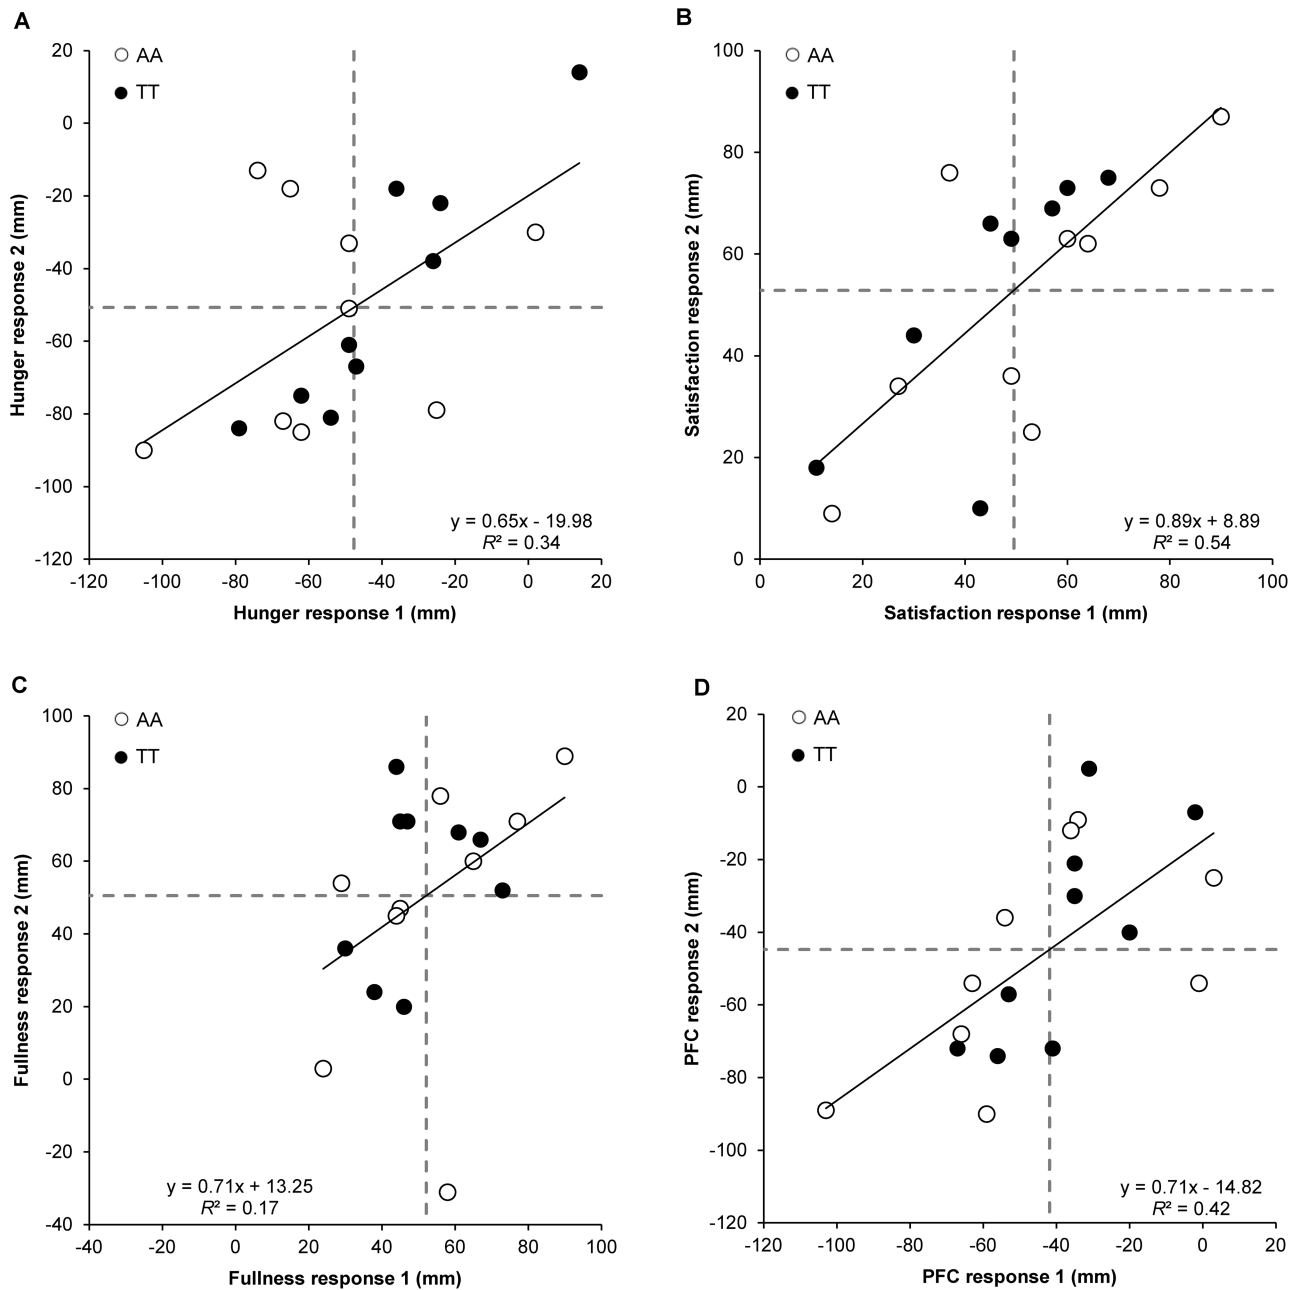 A
AA
TT
20
0
-20
-40
-60
-80
-100
-120
Hunger response 2 (mm)
y = 0.65x - 19.98
R² = 0.34
-120 -100 -80 -60 -40 -20 0 20
Hunger response 1 (mm)
B
AA
TT
100
80
60
40
20
0
Satisfaction response 2 (mm)
y = 0.89x + 8.89
R² = 0.54
0 20 40 60 80 100
Satisfaction response 1 (mm)
C
AA
TT
100
80
60
40
20
0
-20
-40
Fullness response 2 (mm)
y = 0.71x + 13.25
R² = 0.17
-40 -20 0 20 40 60 80 100
Fullness response 1 (mm)
D
AA
TT
20
0
-20
-40
-60
-80
-100
-120
PFC response 2 (mm)
y = 0.71x - 14.82
R² = 0.42
-120 -100 -80 -60 -40 -20 0 20
PFC response 1 (mm)